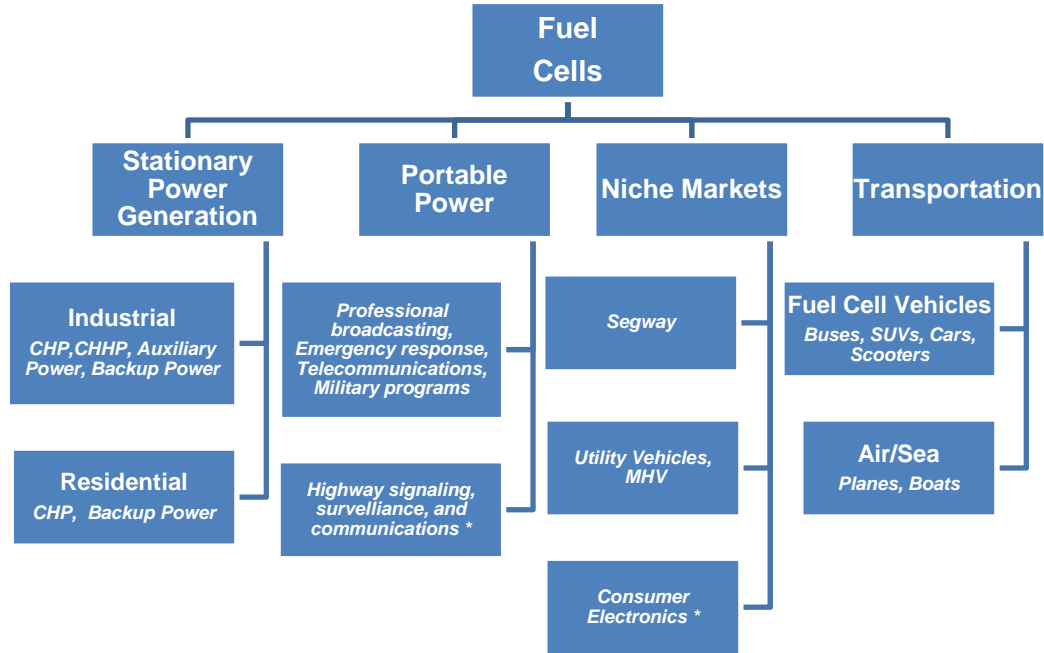 Fuel
Cells
Stationary
Power
Generation
Portable
Power
Niche Markets
Transportation
Industrial
CHP,CHHP, Auxiliary
Power, Backup Power
Professional
broadcasting,
Emergency response,
Telecommunications,
Military programs
Segway
Fuel Cell Vehicles
Buses, SUVs, Cars,
Scooters
Residential
CHP,  Backup Power
Highway signaling,
survelliance, and
communications *
Utility Vehicles,
MHV
Air/Sea
Planes, Boats
Consumer
Electronics *